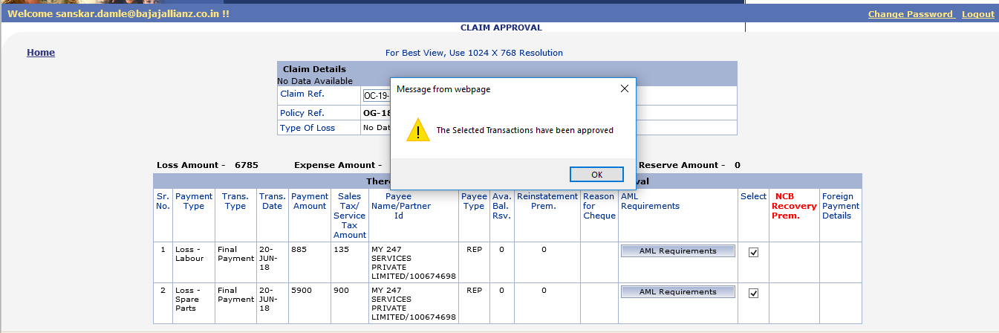 Welcome sanskar.damle@bajajallianz.co.in !!
Change Password Logout
CLAIM APPROVAL
Home
For Best View, Use 1024 X 768 Resolution
Claim Details
No Data Available
Claim Ref. OC-19-
Policy Ref. OG-18
Type Of Loss No Dat
Message from webpage
The Selected Transactions have been approved
OK
Loss Amount - 6785 Expense Amount - Reserve Amount - 0
Ther val
Sr. No. Payment Type Trans. Type Trans. Date Payment Amount Sales Tax/ Service Tax Amount Payee Name/Partner Id Payee Type Ava. Bal. Rsv. Reinstatement Prem. Reason for Cheque AML Requirements Select NCB Recovery Prem. Foreign Payment Details
1 Loss - Labour Final Payment 20-JUN-18 885 135 MY 247 SERVICES PRIVATE LIMITED/100674698 REP 0 0 AML Requirements
2 Loss - Spare Parts Final Payment 20-JUN-18 5900 900 MY 247 SERVICES PRIVATE LIMITED/100674698 REP 0 0 AML Requirements